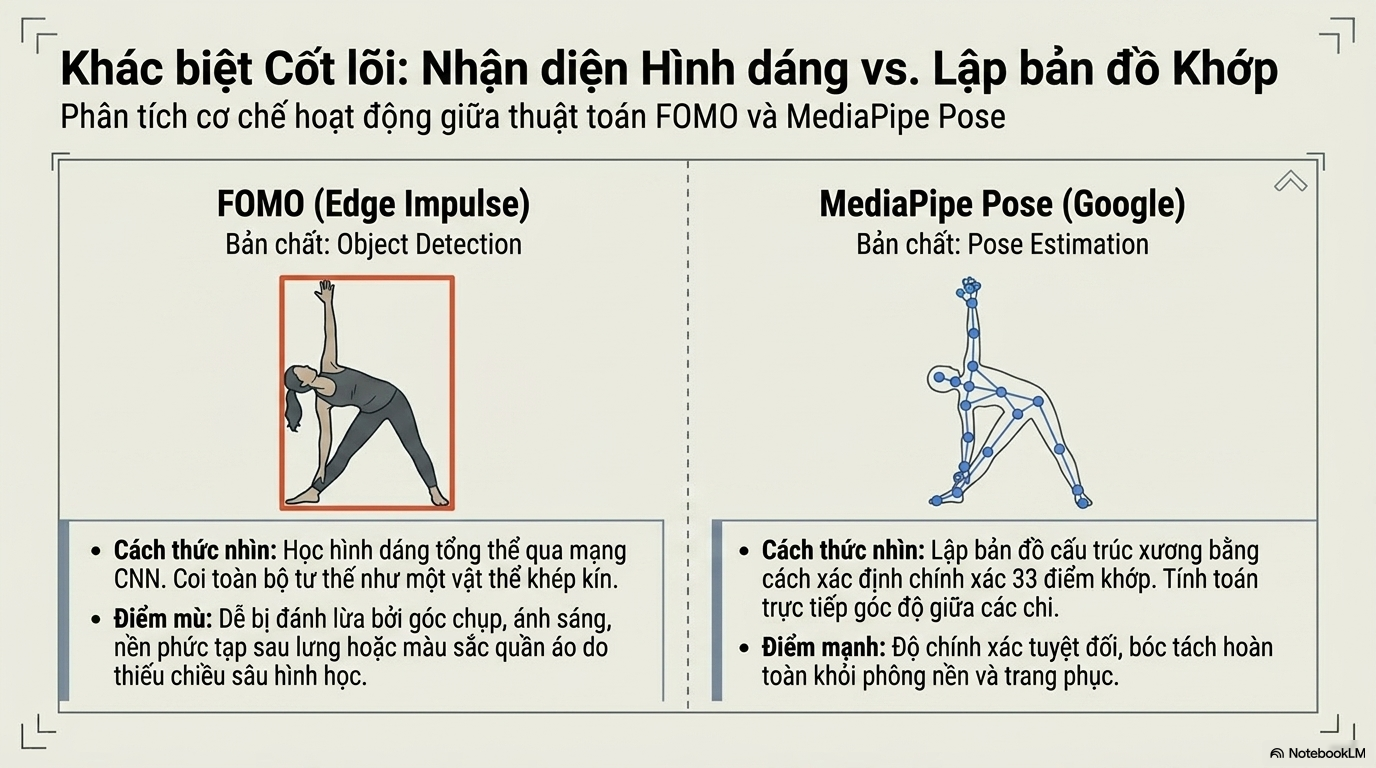 Khác biệt Cốt lõi: Nhận diện Hình dáng vs. Lập bản đồ Khớp
Phân tích cơ chế hoạt động giữa thuật toán FOMO và MediaPipe Pose
FOMO (Edge Impulse)
Bản chất: Object Detection
• Cách thức nhìn: Học hình dáng tổng thể qua mạng
CNN. Coi toàn bộ tư thế như một vật thể khép kín.
• Điểm mù: Dễ bị đánh lừa bởi góc chụp, ánh sáng,
nền phức tạp sau lưng hoặc màu sắc quần áo do
thiếu chiều sâu hình học.
MediaPipe Pose (Google)
Bản chất: Pose Estimation
• Cách thức nhìn: Lập bản đồ cấu trúc xương bằng
cách xác định chính xác 33 điểm khớp. Tính toán
trực tiếp góc độ giữa các chi.
• Điểm mạnh: Độ chính xác tuyệt đối, bóc tách hoàn
toàn khỏi phông nền và trang phục.
NotebookLM